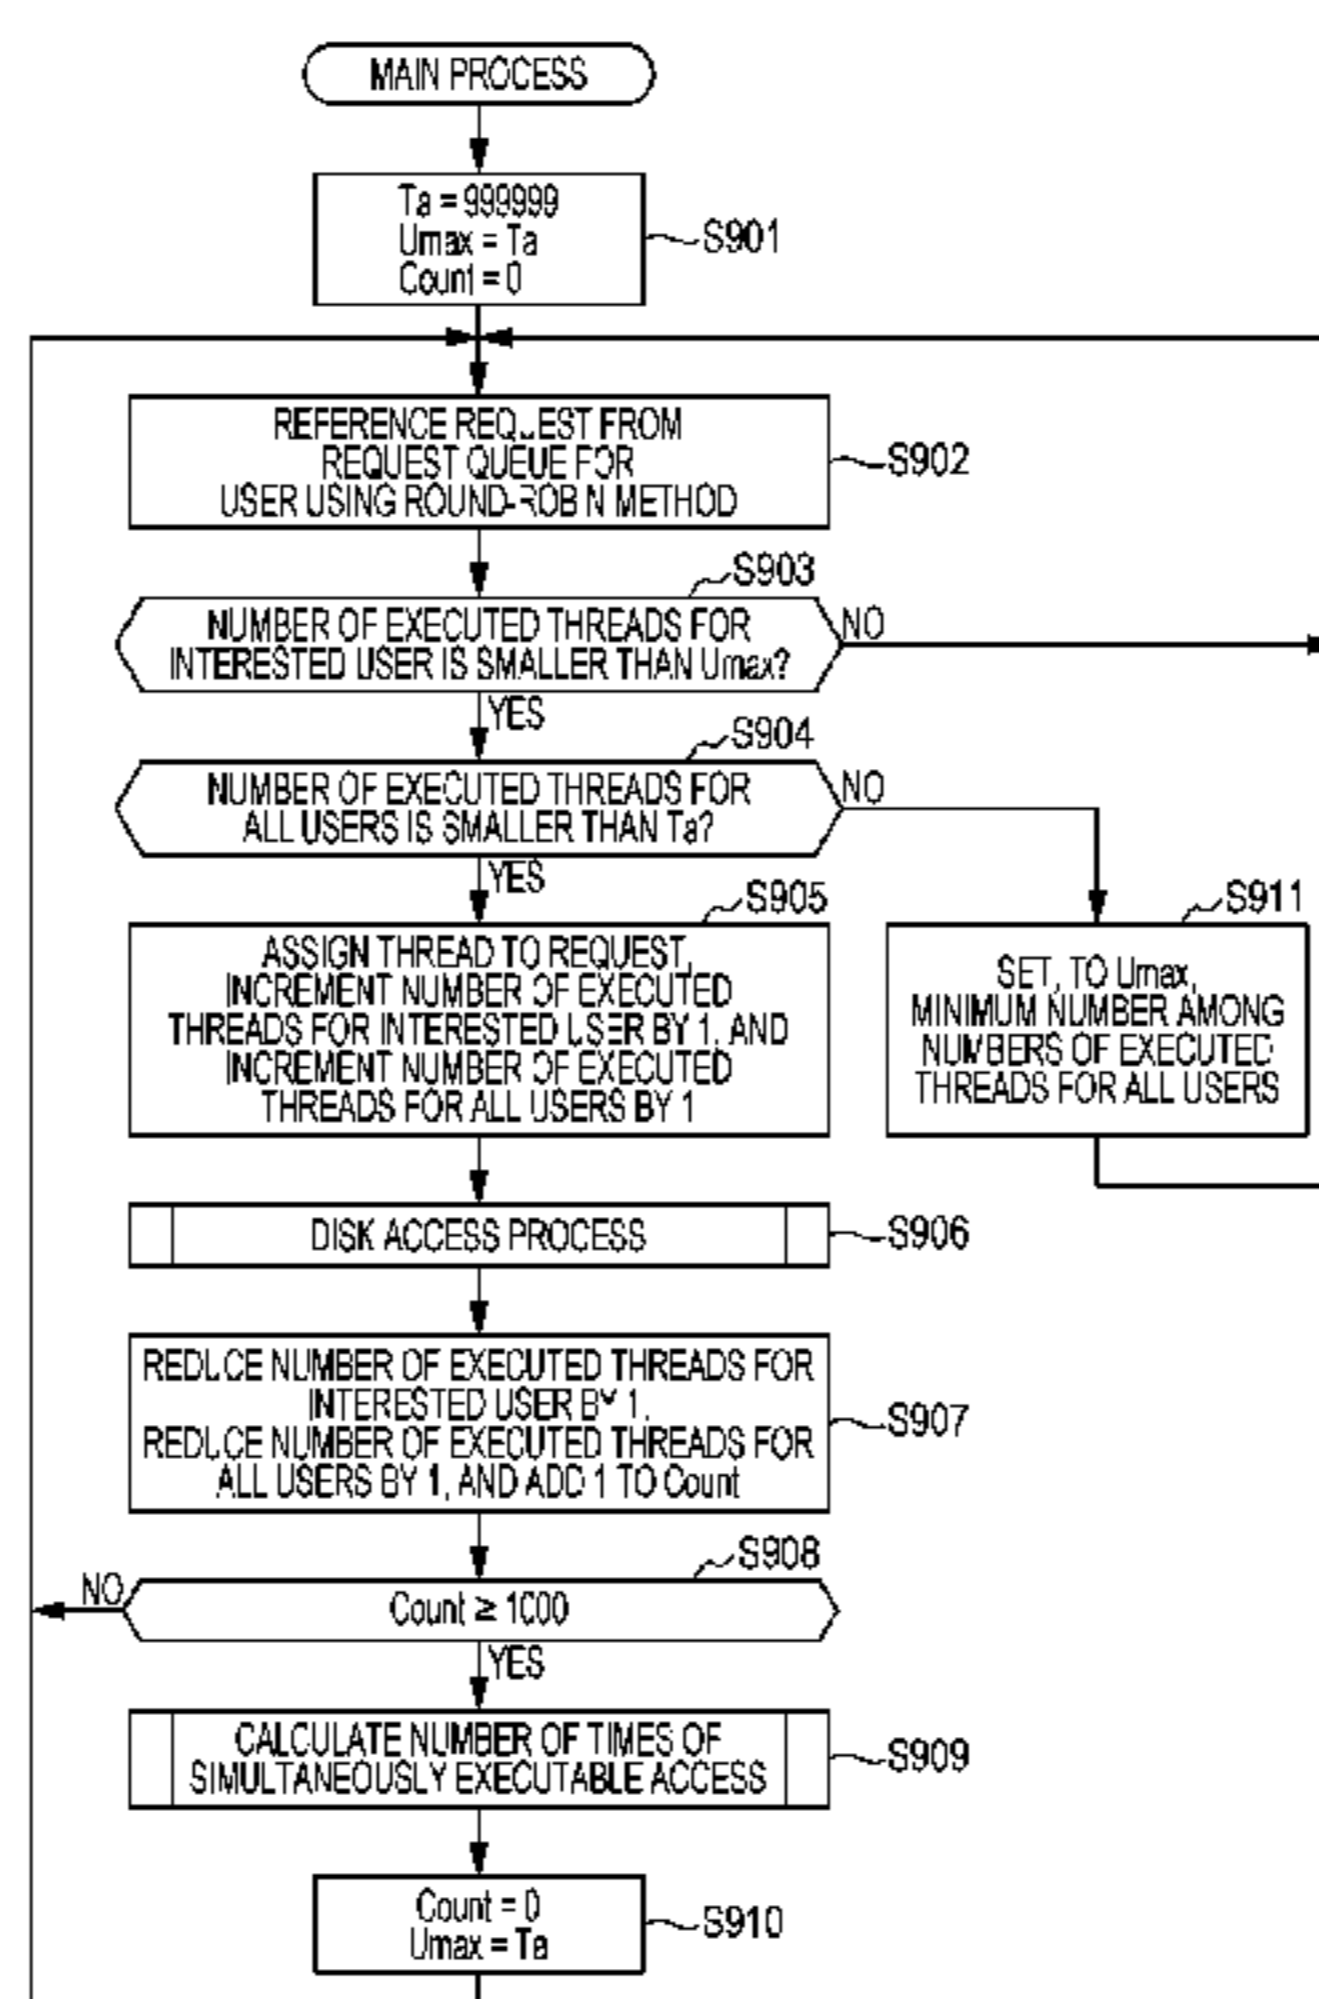 MAIN PROCESS
Ta = 999999
Umax = Ta
Count = 0
S901
REFERENCE REQUEST FROM
REQUEST QUEUE FOR
USER USING ROUND-ROBIN METHOD
S902
S903
NUMBER OF EXECUTED THREADS FOR
INTERESTED USER IS SMALLER THAN Umax?
NO
YES
S904
NUMBER OF EXECUTED THREADS FOR
ALL USERS IS SMALLER THAN Ta?
NO
YES
S905
ASSIGN THREAD TO REQUEST,
INCREMENT NUMBER OF EXECUTED
THREADS FOR INTERESTED USER BY 1, AND
INCREMENT NUMBER OF EXECUTED
THREADS FOR ALL USERS BY 1
S911
SET, TO Umax,
MINIMUM NUMBER AMONG
NUMBERS OF EXECUTED
THREADS FOR ALL USERS
DISK ACCESS PROCESS
S906
REDUCE NUMBER OF EXECUTED THREADS FOR
INTERESTED USER BY 1,
REDUCE NUMBER OF EXECUTED THREADS FOR
ALL USERS BY 1, AND ADD 1 TO Count
S907
S908
NO
Count ≥ 1000
YES
CALCULATE NUMBER OF TIMES OF
SIMULTANEOUSLY EXECUTABLE ACCESS
S909
Count = 0
Umax = Ta
S910